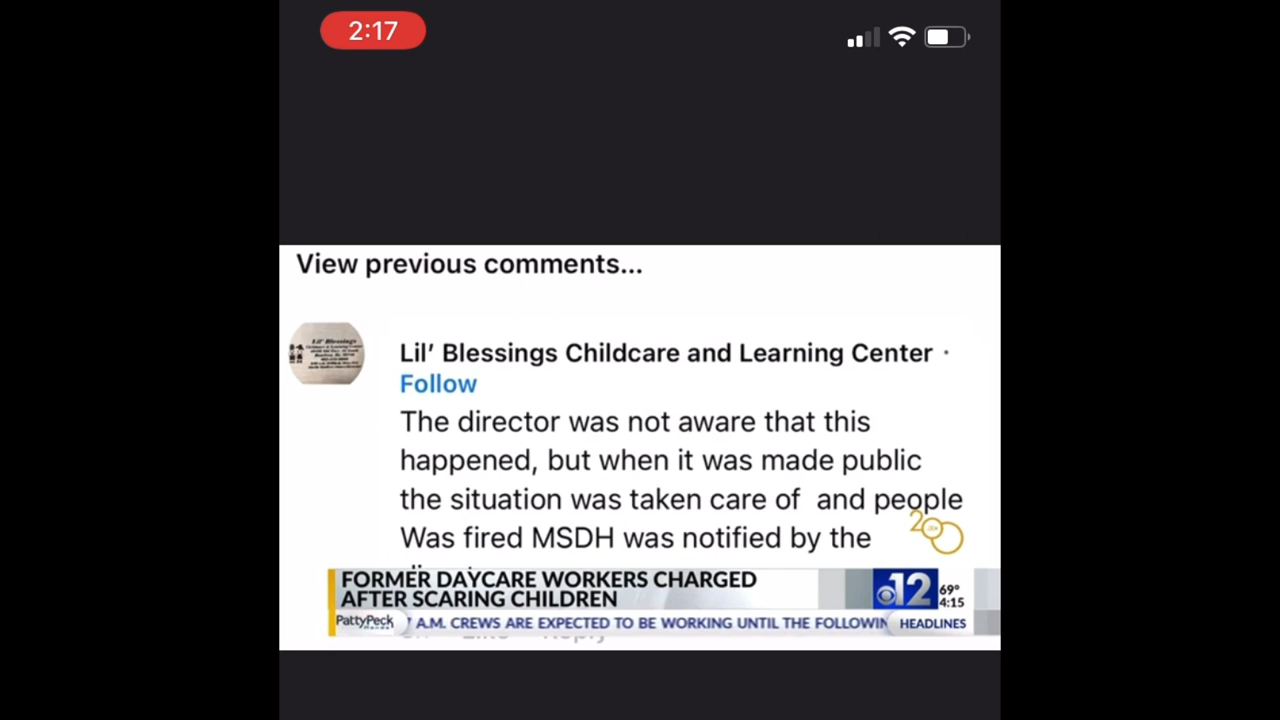 2:17
View previous comments...
Lil' Blessings Childcare and Learning Center ·
Follow
The director was not aware that this
happened, but when it was made public
the situation was taken care of and people
Was fired MSDH was notified by the
FORMER DAYCARE WORKERS CHARGED
AFTER SCARING CHILDREN
12
69°
4:15
PattyPeck
A.M. CREWS ARE EXPECTED TO BE WORKING UNTIL THE FOLLOWIN
HEADLINES